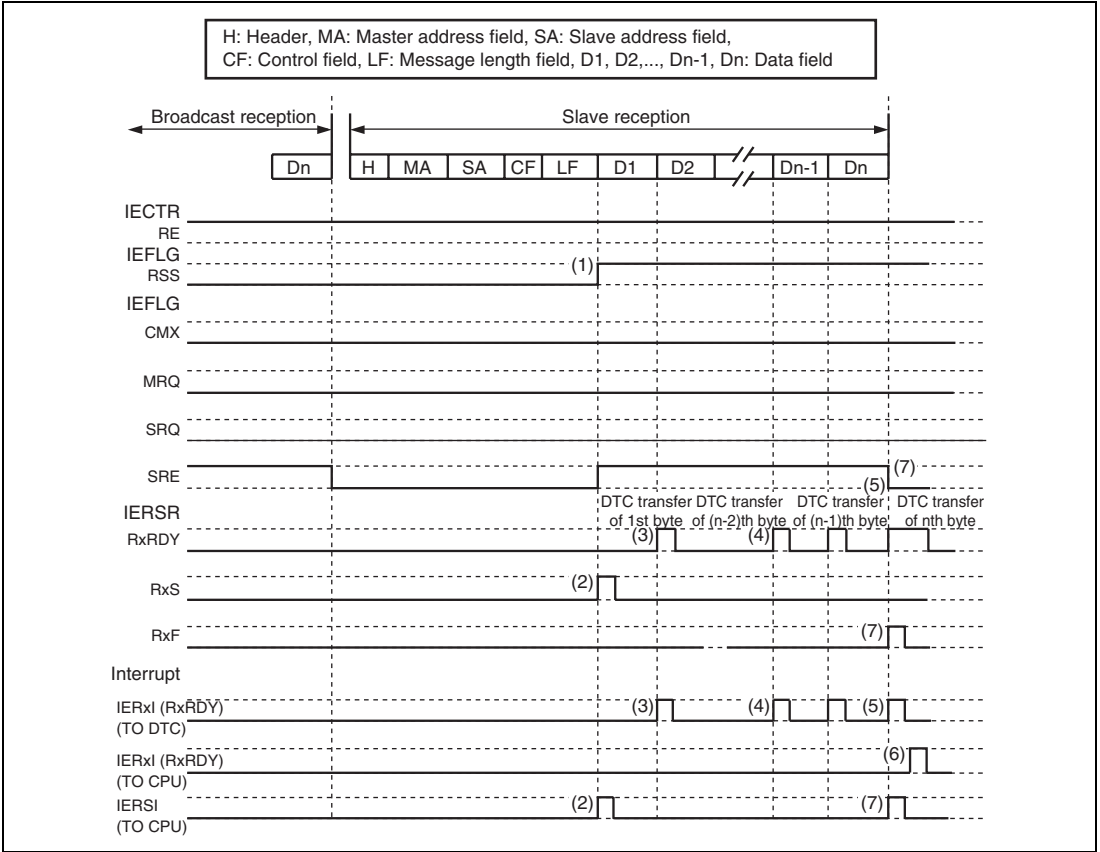 H: Header, MA: Master address field, SA: Slave address field,
CF: Control field, LF: Message length field, D1, D2,..., Dn-1, Dn: Data field
Broadcast reception
Slave reception
Dn
H MA SA CF LF D1 D2 Dn-1 Dn
IECTR
RE
IEFLG
(1)
RSS
IEFLG
CMX
MRQ
SRQ
SRE
(5) (7)
DTC transfer DTC transfer DTC transfer DTC transfer
of 1st byte of (n-2)th byte of (n-1)th byte of nth byte
IERSR
RxRDY
(3) (4)
RxS
(2)
RxF
(7)
Interrupt
IERxI (RxRDY)
(TO DTC)
(3) (4) (5)
IERxI (RxRDY)
(TO CPU)
(6)
IERSI
(TO CPU)
(2) (7)